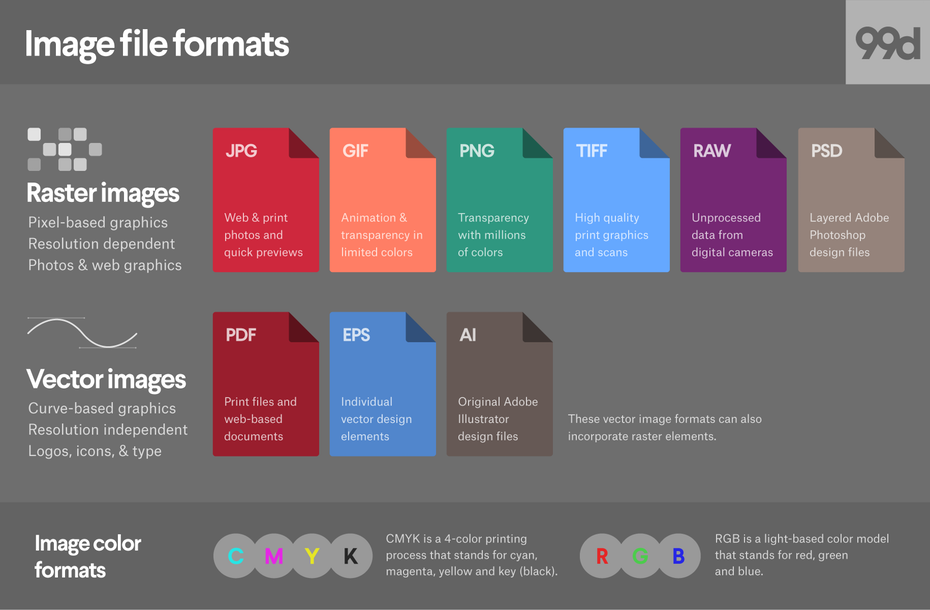 Image file formats
99d
Raster images
Pixel-based graphics
Resolution dependent
Photos & web graphics
JPG
Web & print
photos and
quick previews
GIF
Animation &
transparency in
limited colors
PNG
Transparency
with millions
of colors
TIFF
High quality
print graphics
and scans
RAW
Unprocessed
data from
digital cameras
PSD
Layered Adobe
Photoshop
design files
Vector images
Curve-based graphics
Resolution independent
Logos, icons, & type
PDF
Print files and
web-based
documents
EPS
Individual
vector design
elements
AI
Original Adobe
Illustrator
design files
These vector image formats can also
incorporate raster elements.
Image color
formats
C M Y K
CMYK is a 4-color printing
process that stands for cyan,
magenta, yellow and key (black).
R G B
RGB is a light-based color model
that stands for red, green
and blue.